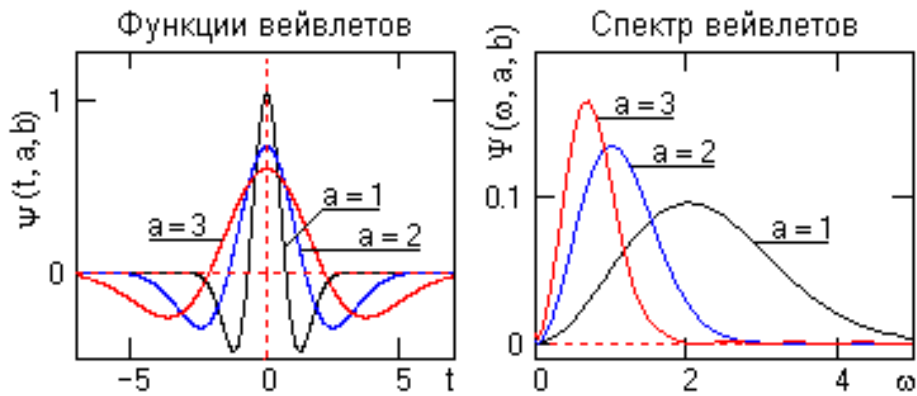 Функции вейвлетов
ψ(t, a, b)
1
0
a = 3
a = 1
a = 2
−5
0
5
t
Спектр вейвлетов
Ψ(ω, a, b)
0.1
0
a = 3
a = 2
a = 1
0
2
4
ω